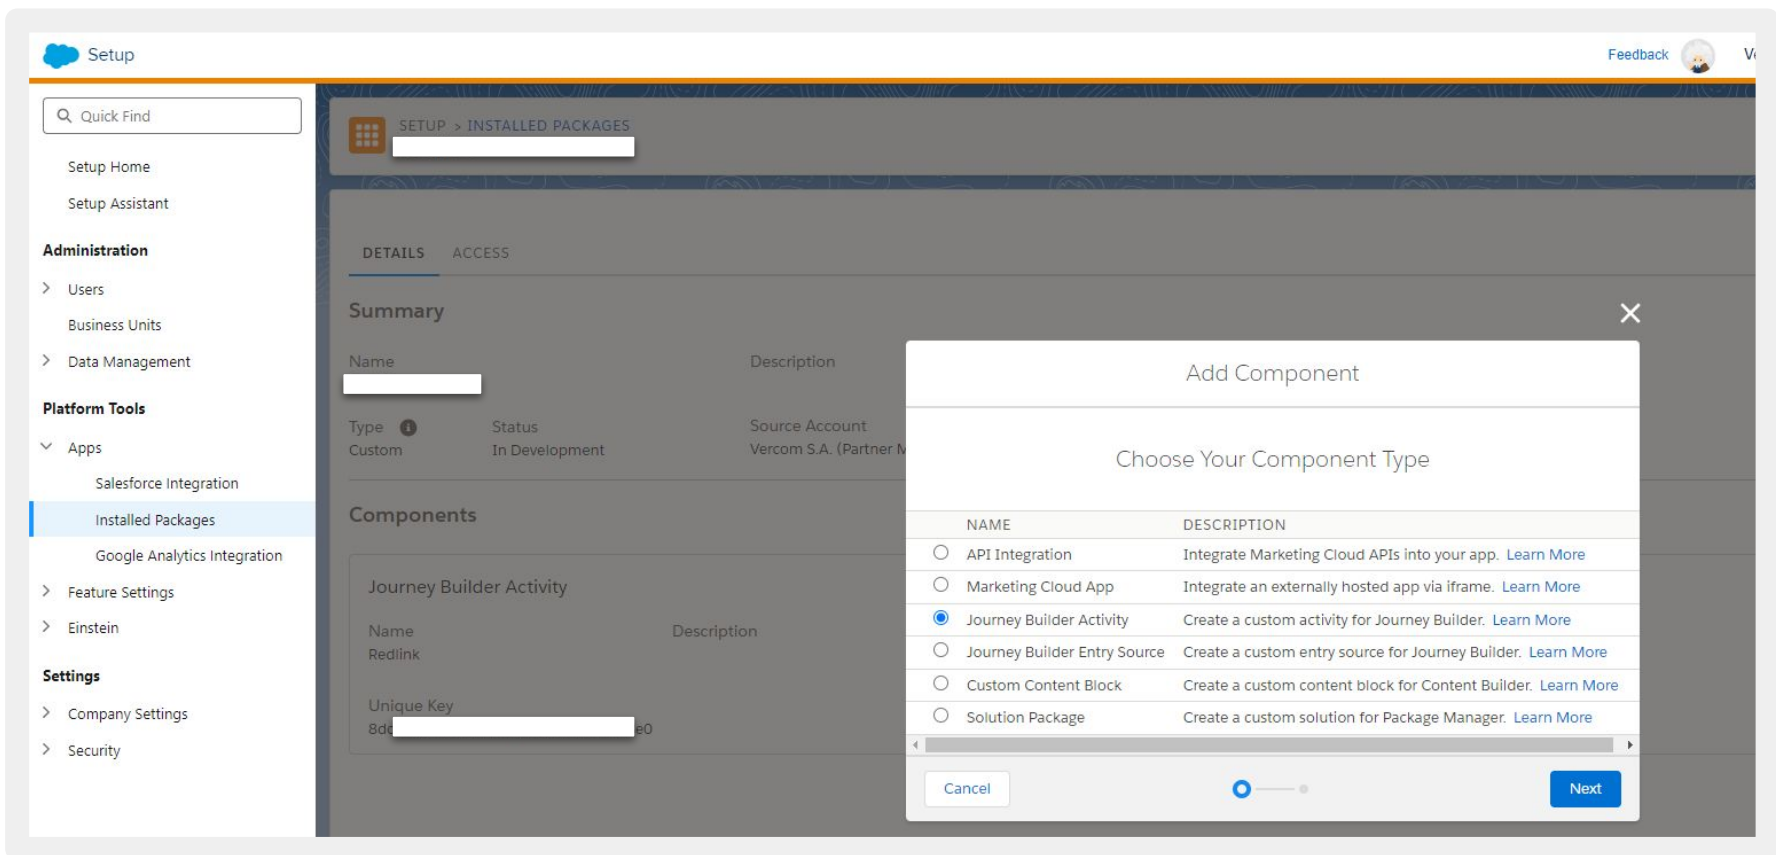 Setup
Feedback
Quick Find
Setup Home
Setup Assistant
Administration
Users
Business Units
Data Management
Platform Tools
Apps
Salesforce Integration
Installed Packages
Google Analytics Integration
Feature Settings
Einstein
Settings
Company Settings
Security
SETUP > INSTALLED PACKAGES
DETAILS ACCESS
Summary
Name Description
Type Status Source Account
Custom In Development Vercom S.A. (Partner
Components
Journey Builder Activity
Name Description
Redlink
Unique Key
Add Component
Choose Your Component Type
NAME DESCRIPTION
API Integration Integrate Marketing Cloud APIs into your app. Learn More
Marketing Cloud App Integrate an externally hosted app via iframe. Learn More
Journey Builder Activity Create a custom activity for Journey Builder. Learn More
Journey Builder Entry Source Create a custom entry source for Journey Builder. Learn More
Custom Content Block Create a custom content block for Content Builder. Learn More
Solution Package Create a custom solution for Package Manager. Learn More
Cancel Next